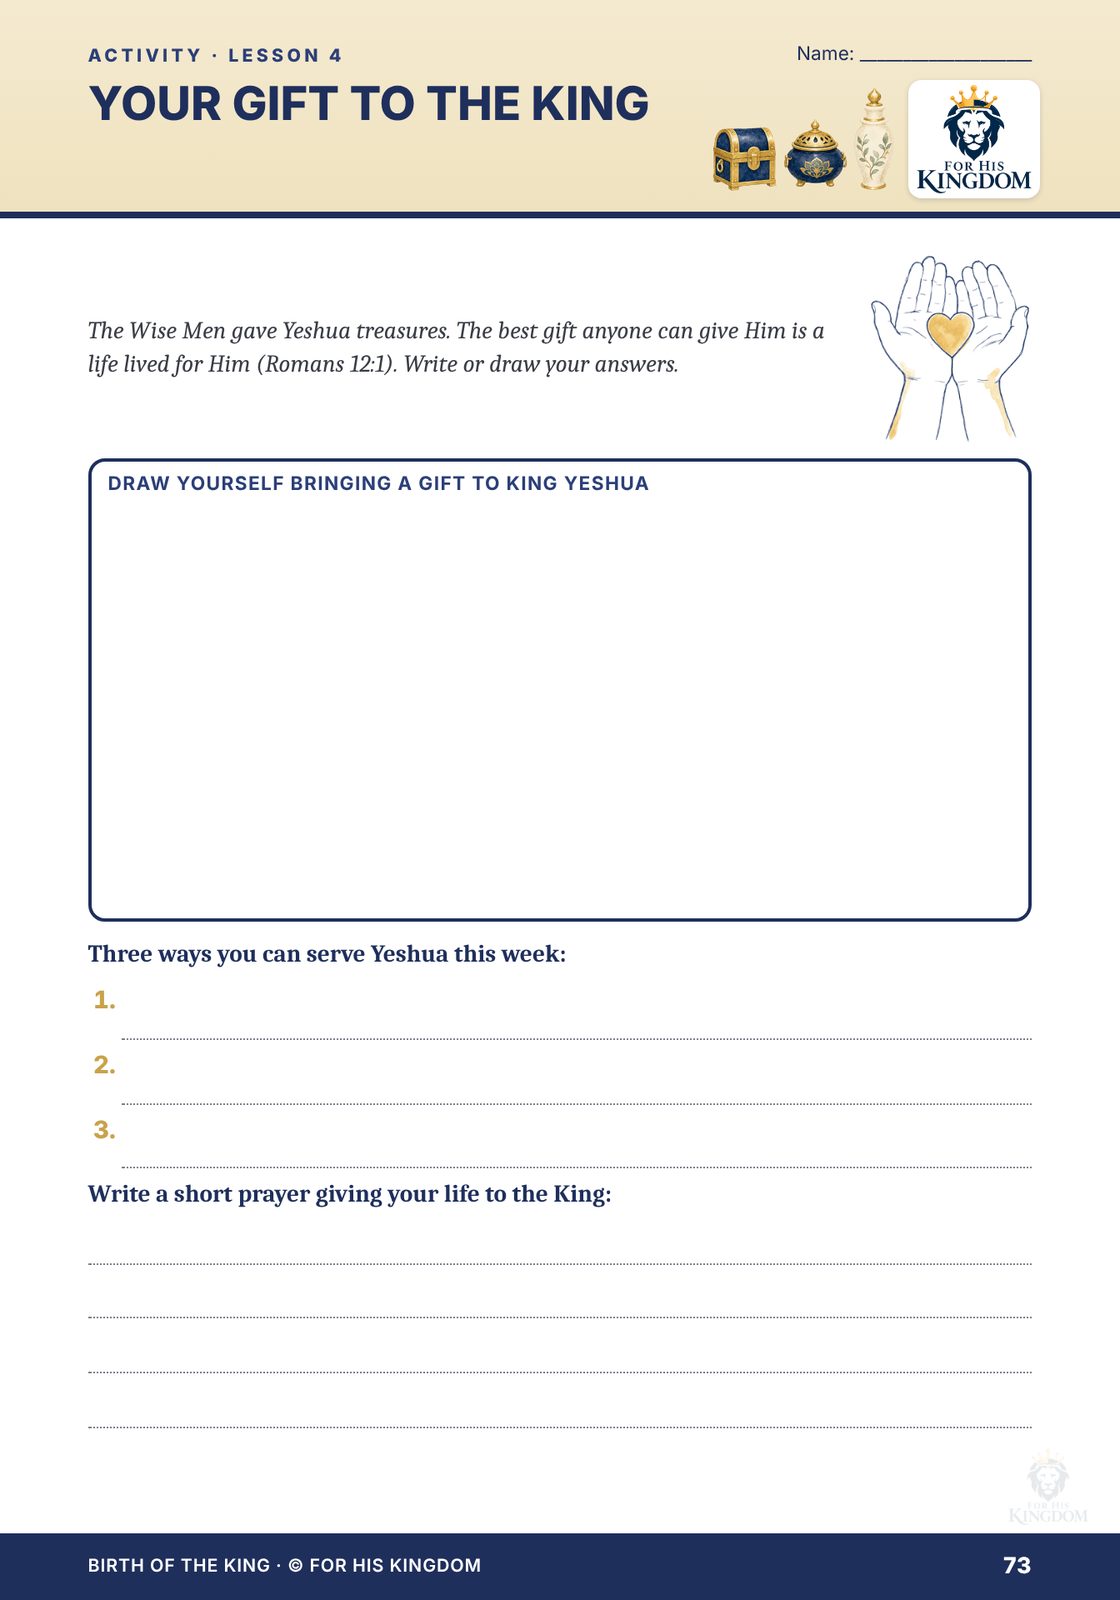 ACTIVITY · LESSON 4
Name: ____________________
YOUR GIFT TO THE KING
FOR HIS
KINGDOM
The Wise Men gave Yeshua treasures. The best gift anyone can give Him is a
life lived for Him (Romans 12:1). Write or draw your answers.
DRAW YOURSELF BRINGING A GIFT TO KING YESHUA
Three ways you can serve Yeshua this week:
1.
2.
3.
Write a short prayer giving your life to the King:
FOR HIS
KINGDOM
BIRTH OF THE KING · © FOR HIS KINGDOM
73